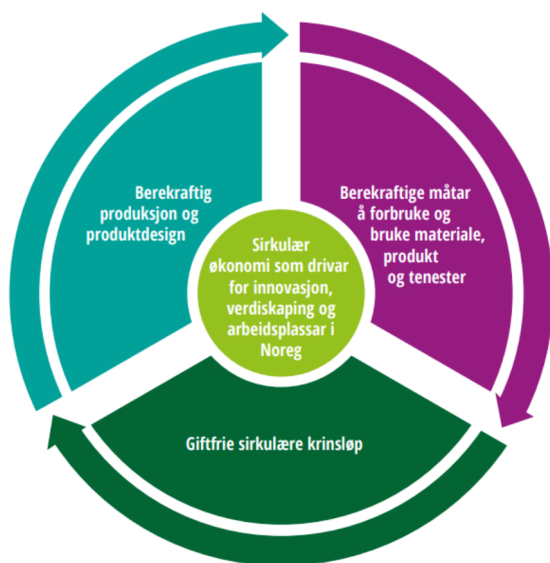 Berekraftig
produksjon og
produktdesign
Berekraftige måtar
å forbruke og
bruke materiale,
produkt
og tenester
Sirkulær
økonomi som drivar
for innovasjon,
verdiskaping og
arbeidsplassar i
Noreg
Giftfrie sirkulære krinsløp